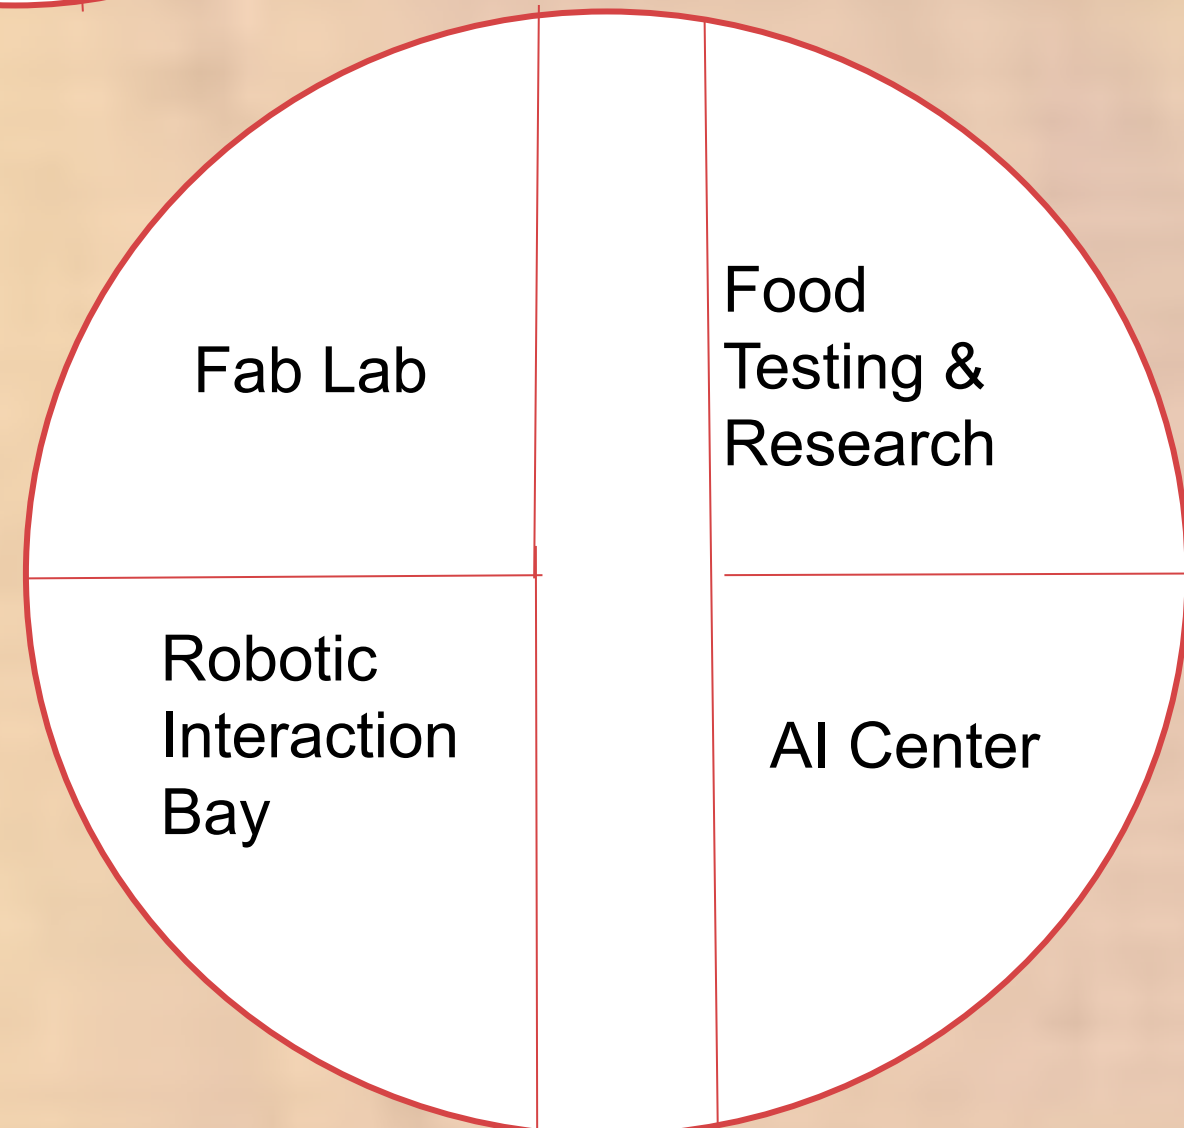 Fab Lab
Food
Testing &
Research
Robotic
Interaction
Bay
AI Center